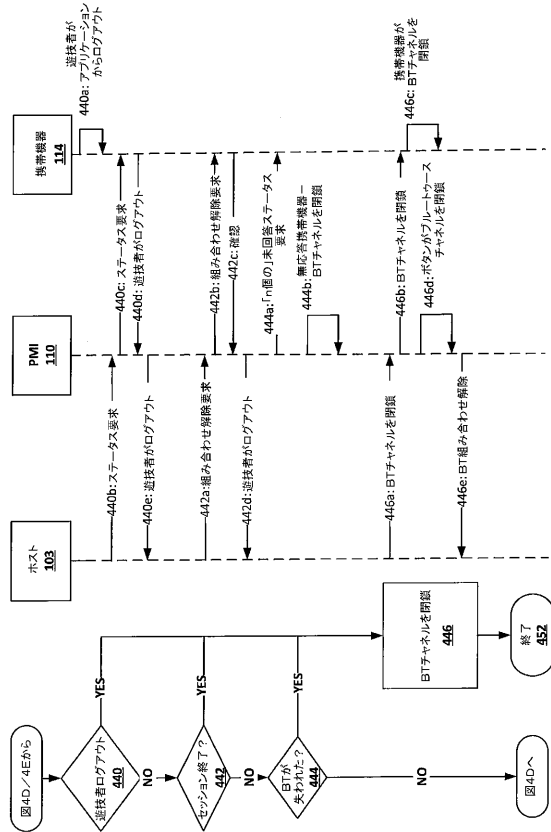 図4D/4Eから
遊技者ログアウト
440
YES
NO
セッション終了?
442
YES
NO
BTが
失われた?
444
YES
NO
図4Dへ
BTチャネルを閉鎖
446
終了
452
ホスト
103
PMI
110
携帯機器
114
遊技者が
440a: アプリケーション
からログアウト
440b: ステータス要求
440c: ステータス要求
440d: 遊技者がログアウト
440e: 遊技者がログアウト
442a: 組み合わせ解除要求
442b: 組み合わせ解除要求
442c: 確認
442d: 遊技者がログアウト
444a: 「n個の」未回答ステータス
要求
無応答携帯機器–
444b: BTチャネルを閉鎖
446a: BTチャネルを閉鎖
446b: BTチャネルを閉鎖
携帯機器が
446c: BTチャネルを
閉鎖
446d: ボタンがブルートゥース
チャネルを閉鎖
446e: BT組み合わせ解除